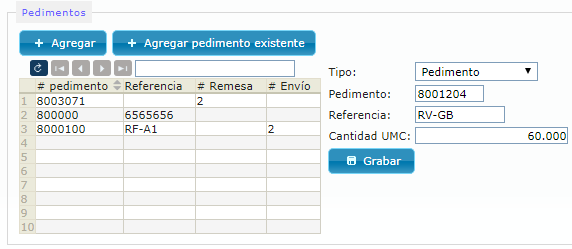 Pedimentos
+ Agregar + Agregar pedimento existente
# pedimento Referencia # Remesa # Envío
1 8003071 2
2 800000 6565656
3 8000100 RF-A1 2
4
5
6
7
8
9
10
Tipo: Pedimento
Pedimento: 8001204
Referencia: RV-GB
Cantidad UMC: 60.000
Grabar